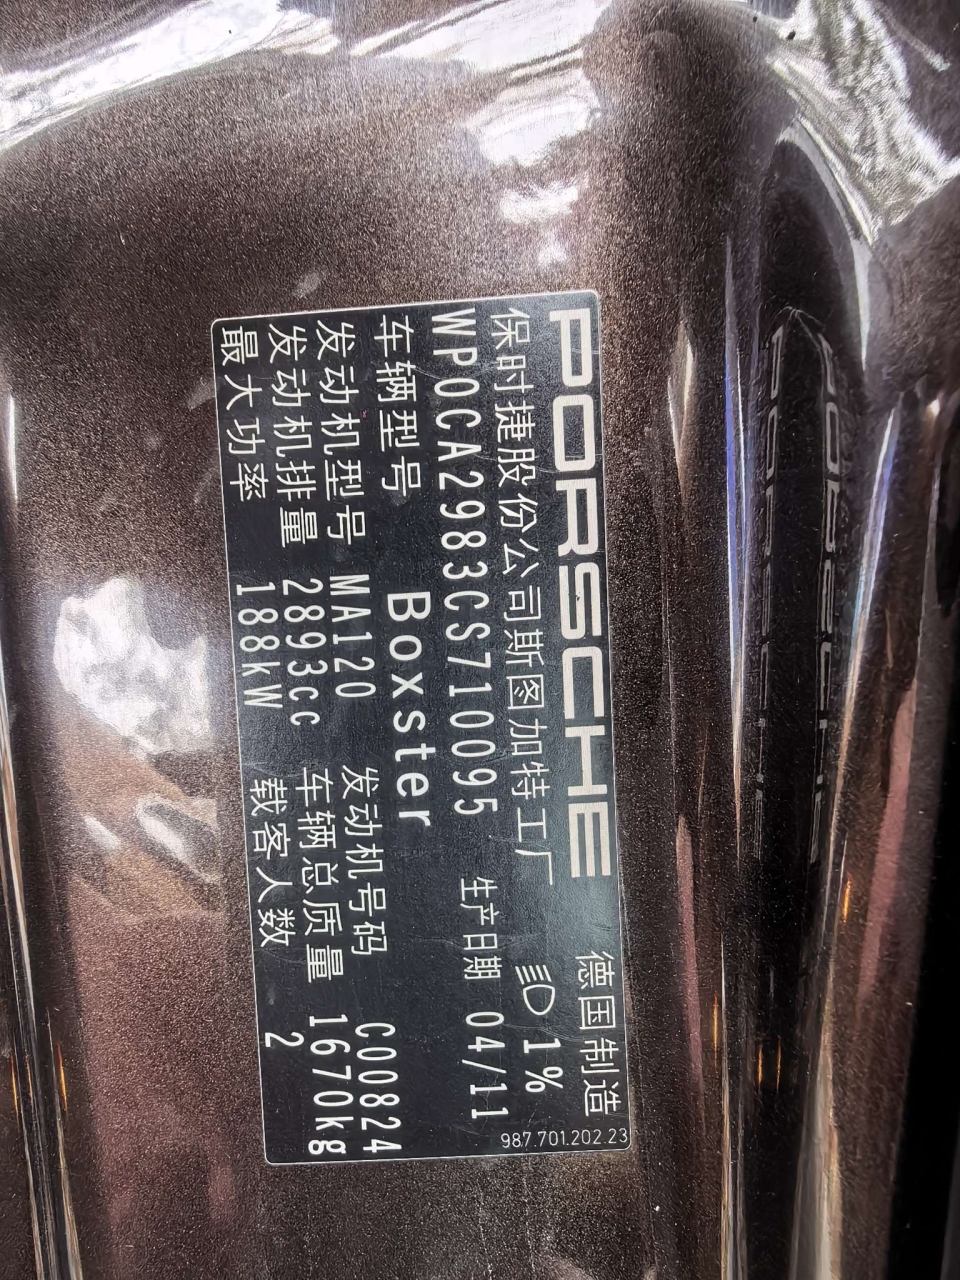 PORSCHE 德国制造
保时捷股份公司斯图加特工厂 1%
WP0CA2983CS710095 生产日期 04/11
车辆型号 Boxster
发动机型号 MA120 发动机号码 C00824
发动机排量 2893cc 车辆总质量 1670kg
最大功率 188kW 载客人数 2
987.701.202.23